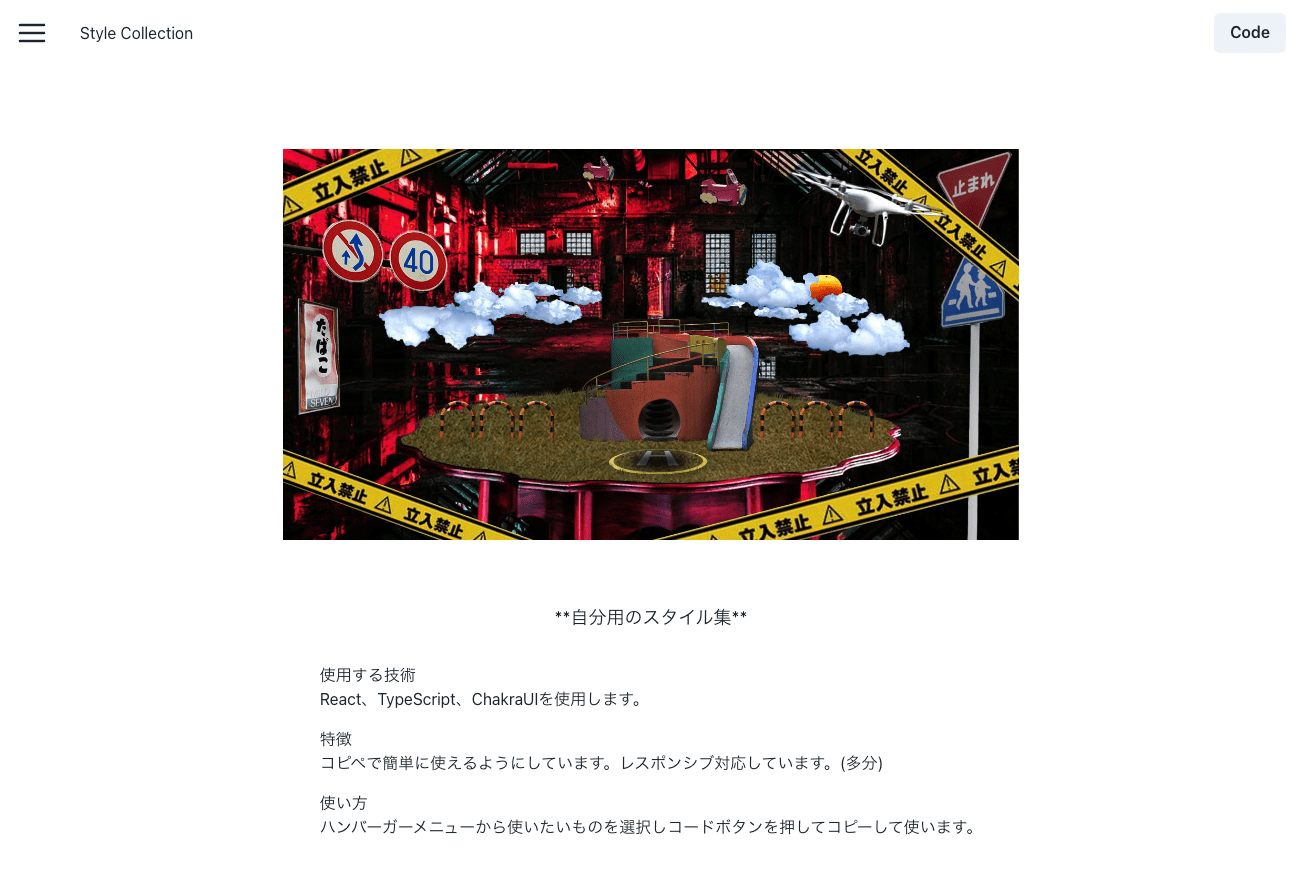 Style Collection
Code
立入禁止
立入禁止
止まれ
立入禁止
40
たばこ
SEVEN
立入禁止
立入禁止
立入禁止
立入禁止
立入禁
**自分用のスタイル集**
使用する技術
React、TypeScript、ChakraUIを使用します。
特徴
コピペで簡単に使えるようにしています。レスポンシブ対応しています。(多分)
使い方
ハンバーガーメニューから使いたいものを選択しコードボタンを押してコピーして使います。